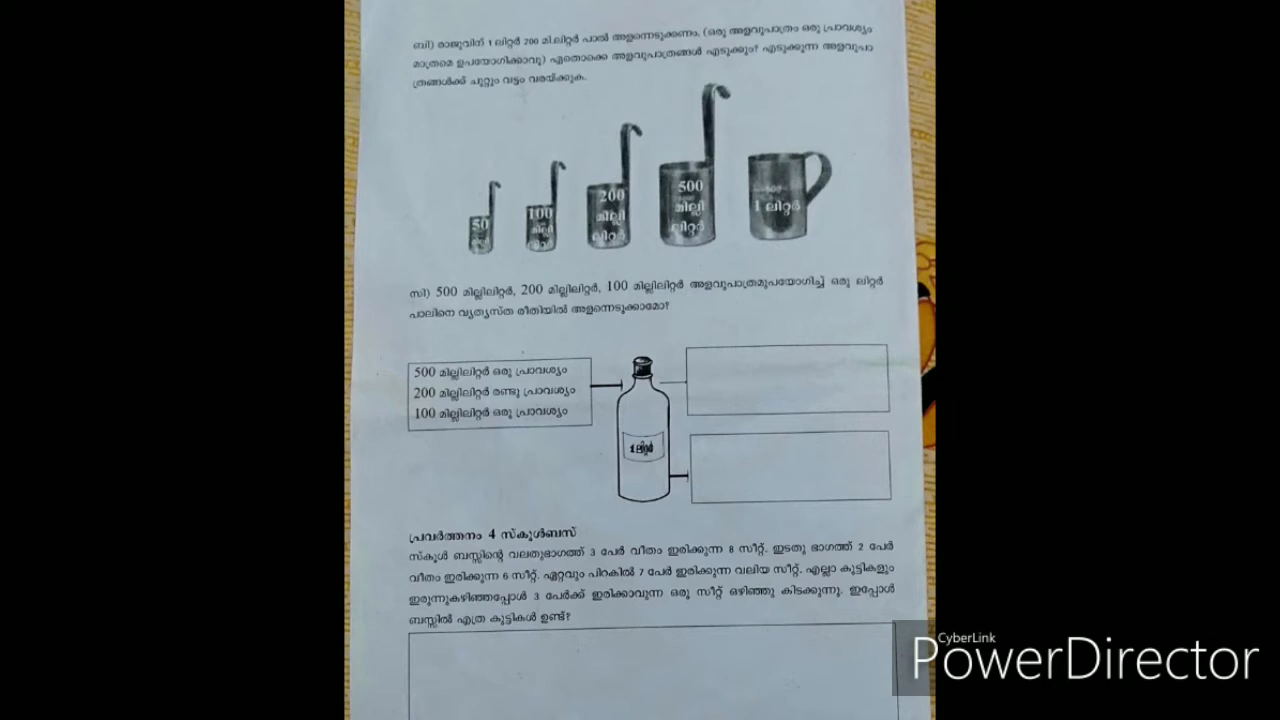 ബി) രാജുവിന് 1 ലിറ്റർ 200 മി.ലിറ്റർ പാൽ അളന്നെടുക്കണം. (ഒരു അളവുപാത്രം ഒരു പ്രാവശ്യം
മാത്രമെ ഉപയോഗിക്കാവൂ) ഏതൊക്കെ അളവുപാത്രങ്ങൾ എടുക്കും? എടുക്കുന്ന അളവുപാ
ത്രങ്ങൾക്ക് ചുറ്റും വട്ടം വരയ്ക്കുക.
50
100 മില്ലി
200 മില്ലി ലിറ്റർ
500 മില്ലി ലിറ്റർ
1 ലിറ്റർ
സി) 500 മില്ലിലിറ്റർ, 200 മില്ലിലിറ്റർ, 100 മില്ലിലിറ്റർ അളവുപാത്രമുപയോഗിച്ച് ഒരു ലിറ്റർ
പാലിനെ വ്യത്യസ്ത രീതിയിൽ അളന്നെടുക്കാമോ?
500 മില്ലിലിറ്റർ ഒരു പ്രാവശ്യം
200 മില്ലിലിറ്റർ രണ്ടു പ്രാവശ്യം
100 മില്ലിലിറ്റർ ഒരു പ്രാവശ്യം
1 ലിറ്റർ
പ്രവർത്തനം 4 സ്കൂൾബസ്
സ്കൂൾ ബസ്സിന്റെ വലതുഭാഗത്ത് 3 പേർ വീതം ഇരിക്കുന്ന 8 സീറ്റ്. ഇടതു ഭാഗത്ത് 2 പേർ
വീതം ഇരിക്കുന്ന 6 സീറ്റ്. ഏറ്റവും പിറകിൽ 7 പേർ ഇരിക്കുന്ന വലിയ സീറ്റ്. എല്ലാ കുട്ടികളും
ഇരുന്നുകഴിഞ്ഞപ്പോൾ 3 പേർക്ക് ഇരിക്കാവുന്ന ഒരു സീറ്റ് ഒഴിഞ്ഞു കിടക്കുന്നു. ഇപ്പോൾ
ബസ്സിൽ എത്ര കുട്ടികൾ ഉണ്ട്?
CyberLink
PowerDirector